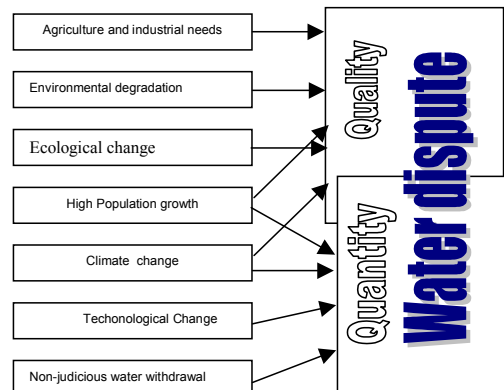 Agriculture and industrial needs
Environmental degradation
Ecological change
High Population growth
Climate change
Techonological Change
Non-judicious water withdrawal
Quality
Quantity
Water dispute